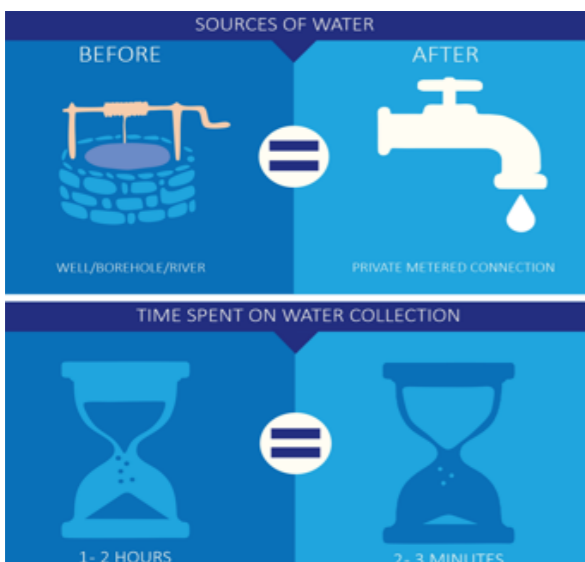 SOURCES OF WATER
BEFORE
AFTER
WELL/BOREHOLE/RIVER
PRIVATE METERED CONNECTION
TIME SPENT ON WATER COLLECTION
1- 2 HOURS
2- 3 MINUTES